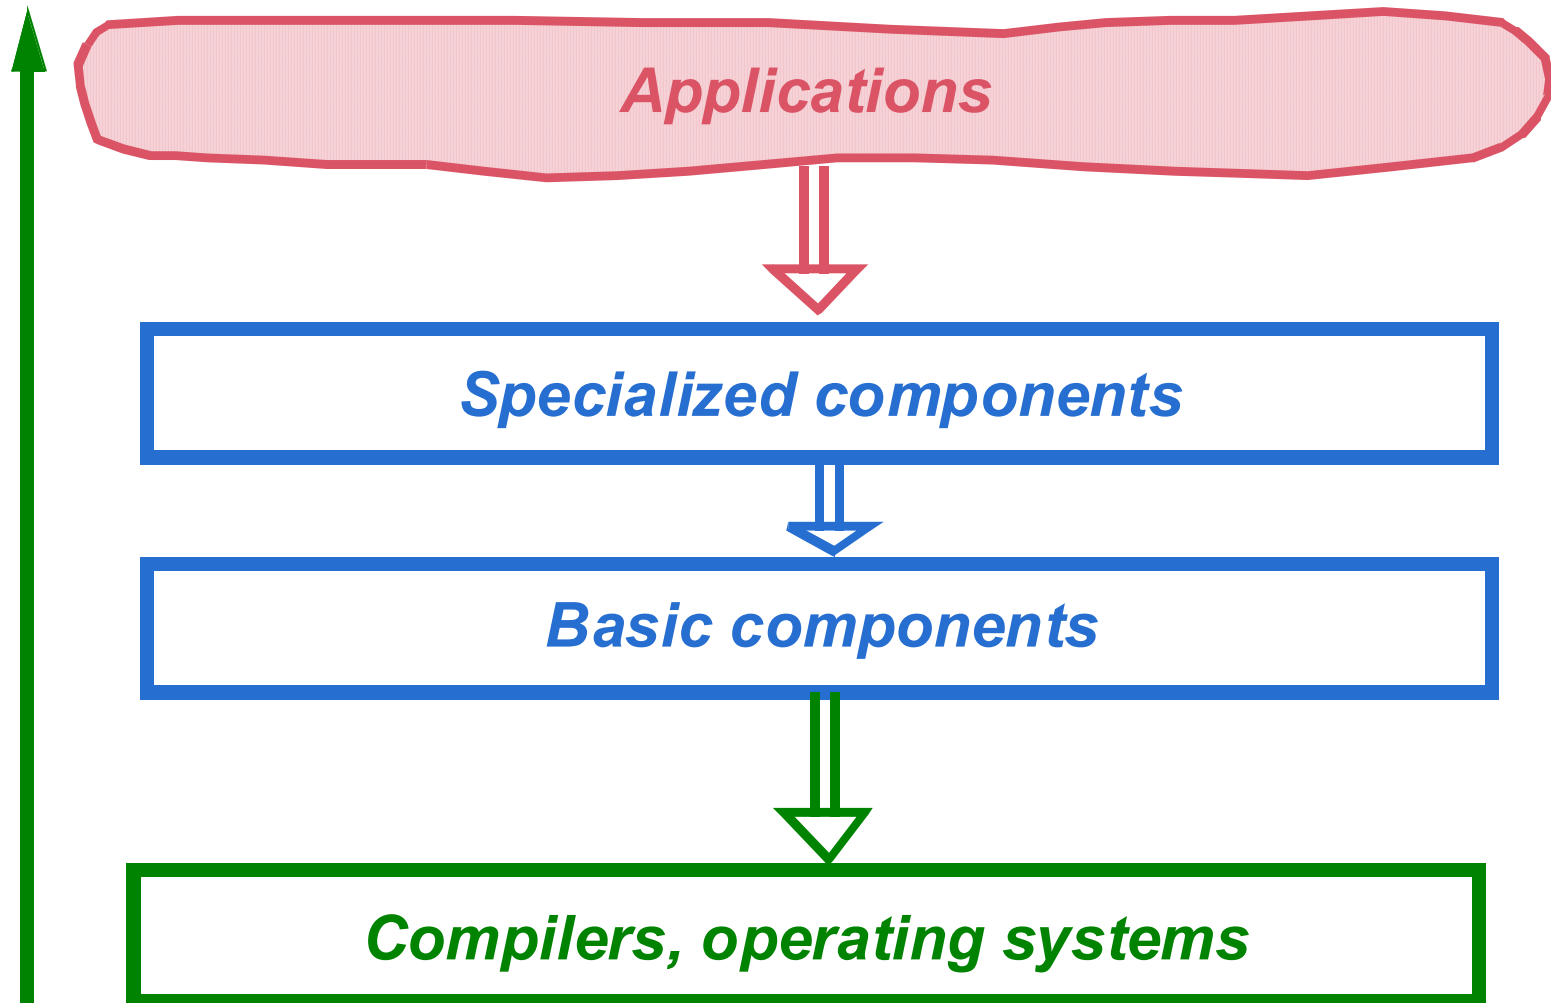 Applications
Specialized components
Basic components
Compilers, operating systems